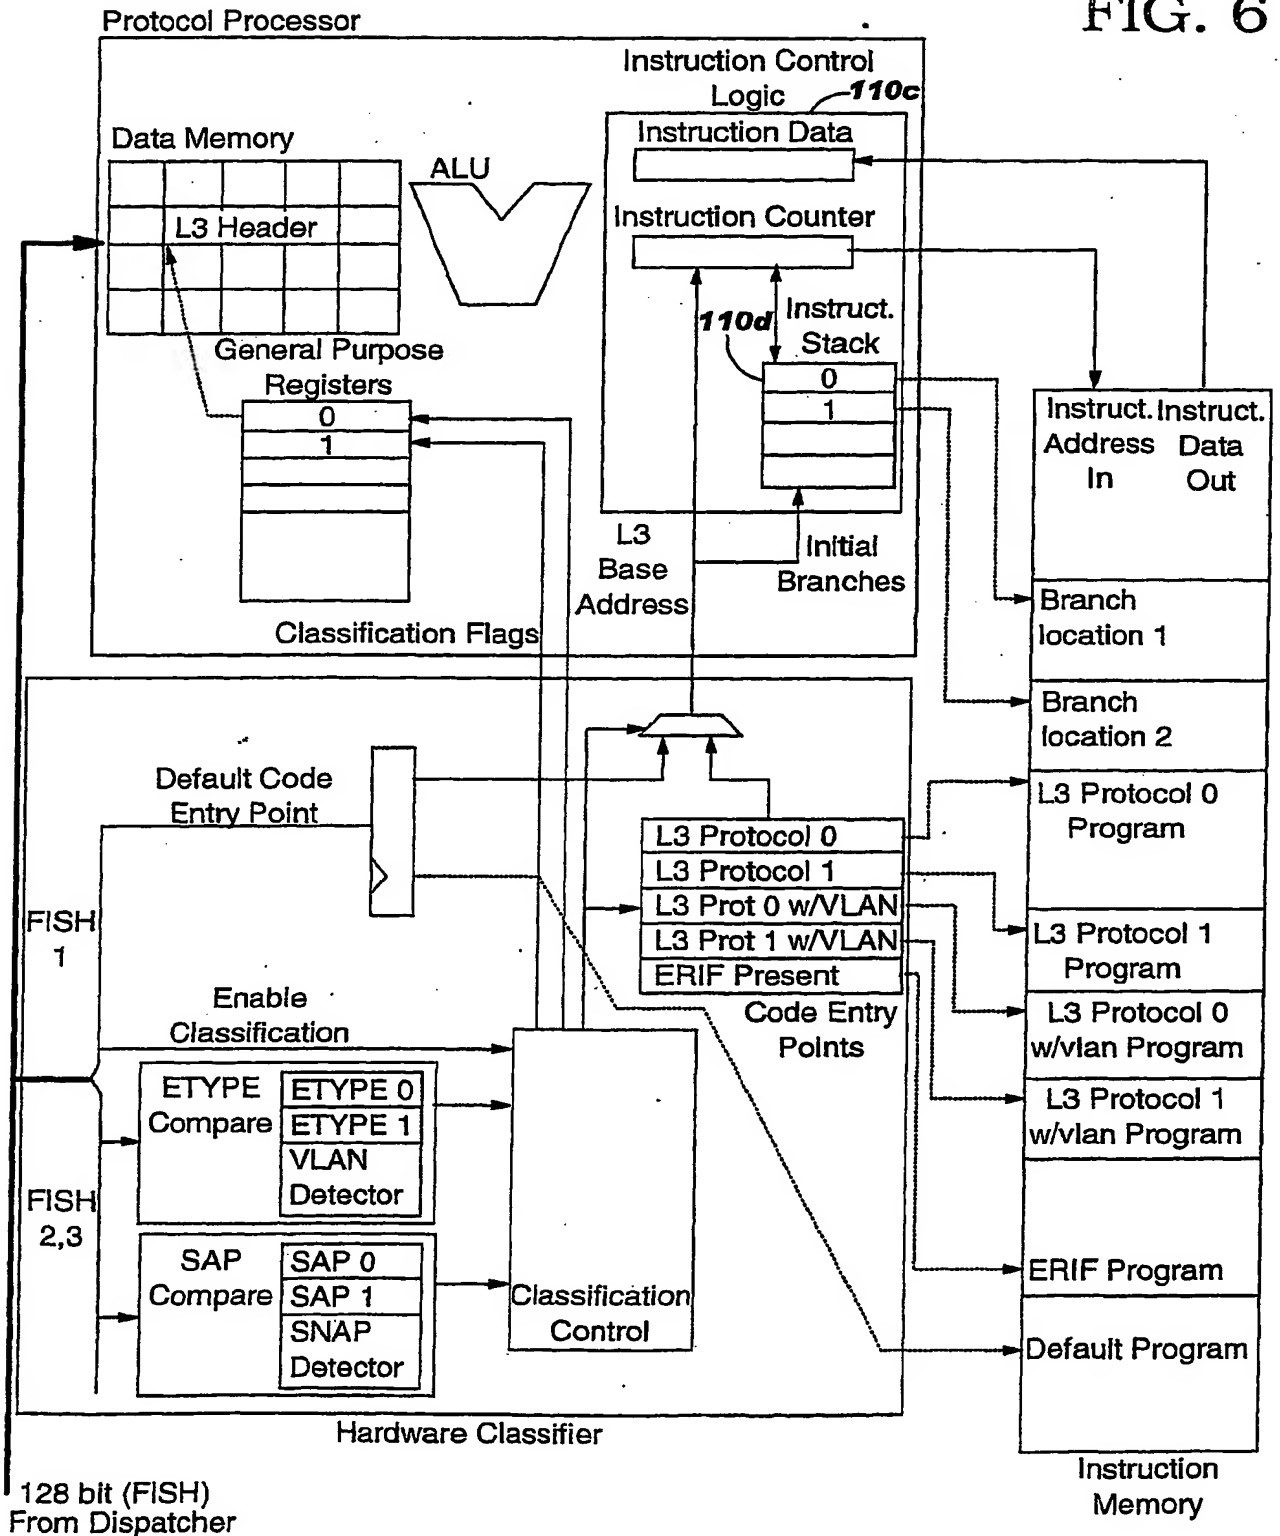 FIG. 6
Protocol Processor
Instruction Control
Logic
110c
Data Memory
Instruction Data
ALU
L3 Header
Instruction Counter
110d
Instruct.
Stack
0
1
General Purpose
Registers
0
1
Instruct.
Address
In
Instruct.
Data
Out
L3
Base
Address
Initial
Branches
Classification Flags
Branch
location 1
Branch
location 2
Default Code
Entry Point
L3 Protocol 0
Program
L3 Protocol 0
L3 Protocol 1
L3 Prot 0 w/VLAN
L3 Prot 1 w/VLAN
ERIF Present
Code Entry
Points
FISH
1
L3 Protocol 1
Program
Enable
Classification
L3 Protocol 0
w/vlan Program
ETYPE
Compare
ETYPE 0
ETYPE 1
VLAN
Detector
L3 Protocol 1
w/vlan Program
FISH
2,3
SAP
Compare
SAP 0
SAP 1
SNAP
Detector
Classification
Control
ERIF Program
Default Program
Hardware Classifier
Instruction
Memory
128 bit (FISH)
From Dispatcher